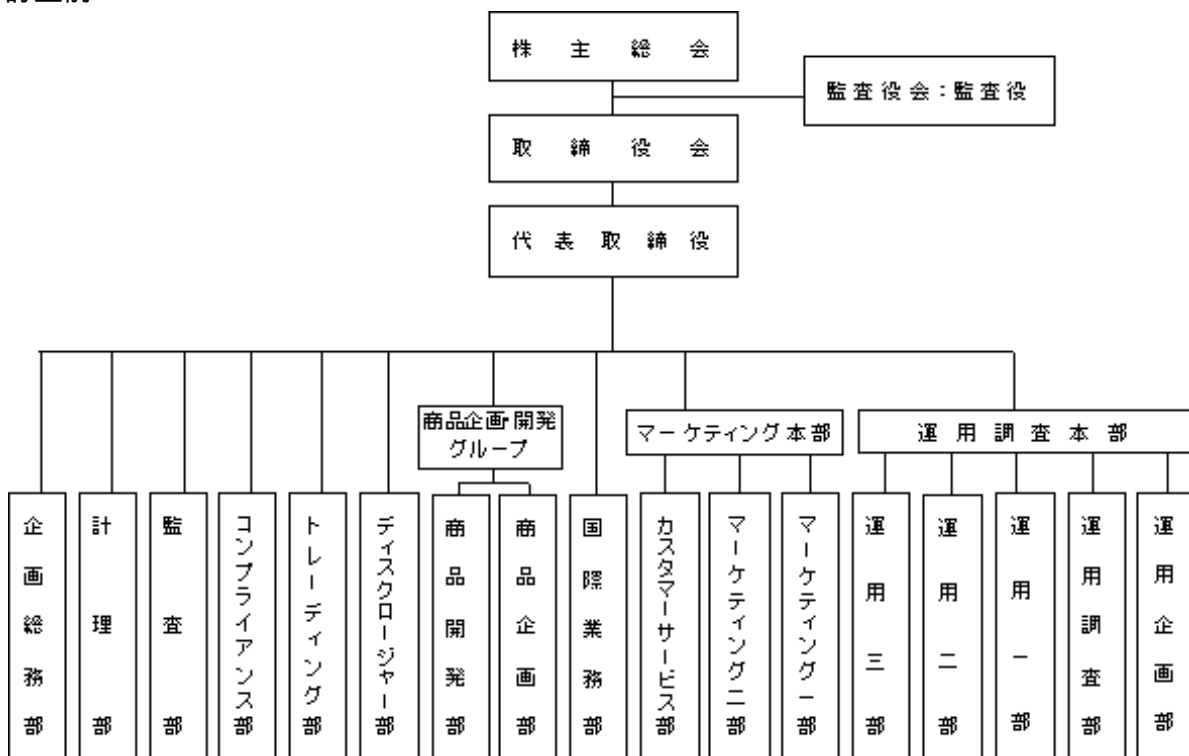 株主総会
監査役会：監査役
取締役会
代表取締役
商品企画・開発
グループ
マーケティング本部
運用調査本部
企画総務部
計理部
監査部
コンプライアンス部
トレーディング部
ディスクロージャー部
商品開発部
商品企画部
国際業務部
カスタマーサービス部
マーケティング二部
マーケティング一部
運用三部
運用二部
運用一部
運用調査部
運用企画部